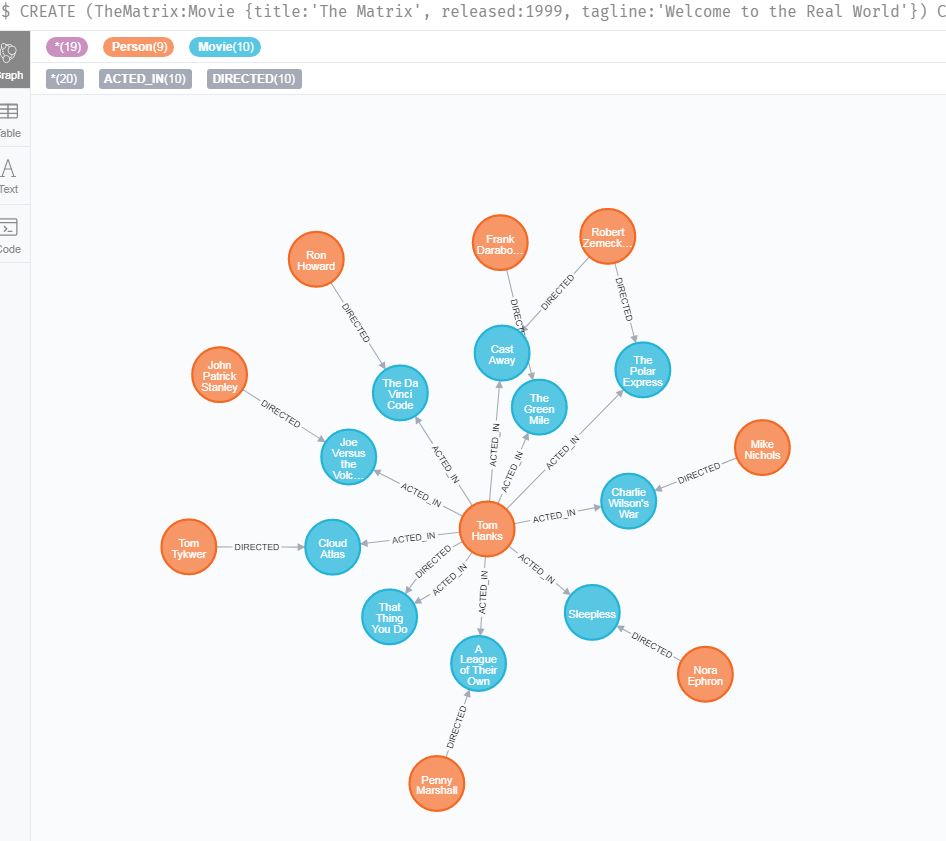 $ CREATE (TheMatrix:Movie {title:'The Matrix', released:1999, tagline:'Welcome to the Real World'}) C
*(19) Person(9) Movie(10)
*(20) ACTED_IN(10) DIRECTED(10)
Graph
Table
Text
Code
Ron
Howard
Frank
Darabo...
Robert
Zemeck...
DIRECTED
DIRECTED
DIRECTED
DIRECTED
John
Patrick
Stanley
DIRECTED
The Da
Vinci
Code
Cast
Away
The
Green
Mile
The
Polar
Express
Joe
Versus
the
Volc...
ACTED_IN
ACTED_IN
ACTED_IN
ACTED_IN
ACTED_IN
Mike
Nichols
DIRECTED
Charlie
Wilson's
War
ACTED_IN
Tom
Hanks
Tom
Tykwer
DIRECTED
Cloud
Atlas
ACTED_IN
DIRECTED
ACTED_IN
ACTED_IN
ACTED_IN
That
Thing
You Do
Sleepless
DIRECTED
A
League
of Their
Own
Nora
Ephron
DIRECTED
Penny
Marshall